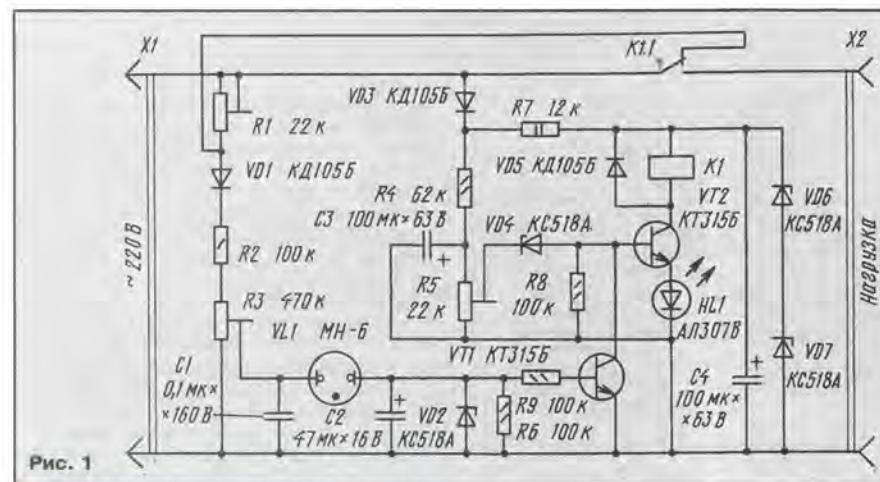 X1
K1.1
X2
VD3 КД105Б
R7 12 к
R1 22 к
VD1 КД105Б
VD5 КД105Б
K1
R4 62 к
VT2
КТ315Б
VD6
КС518А
C3 100 мк × 63 В
VD4 КС518А
~ 220 В
R2 100 к
R5
22 к
R8
100 к
HL1
АЛ307В
Нагрузка
R3 470 к
VL1 МН-6
VT1 КТ315Б
VD7
КС518А
C1
0,1 мк ×
× 160 В
C2
47 мк × 16 В
VD2
КС518А
R9 100 к
R6 100 к
C4
100 мк ×
× 63 В
Рис. 1